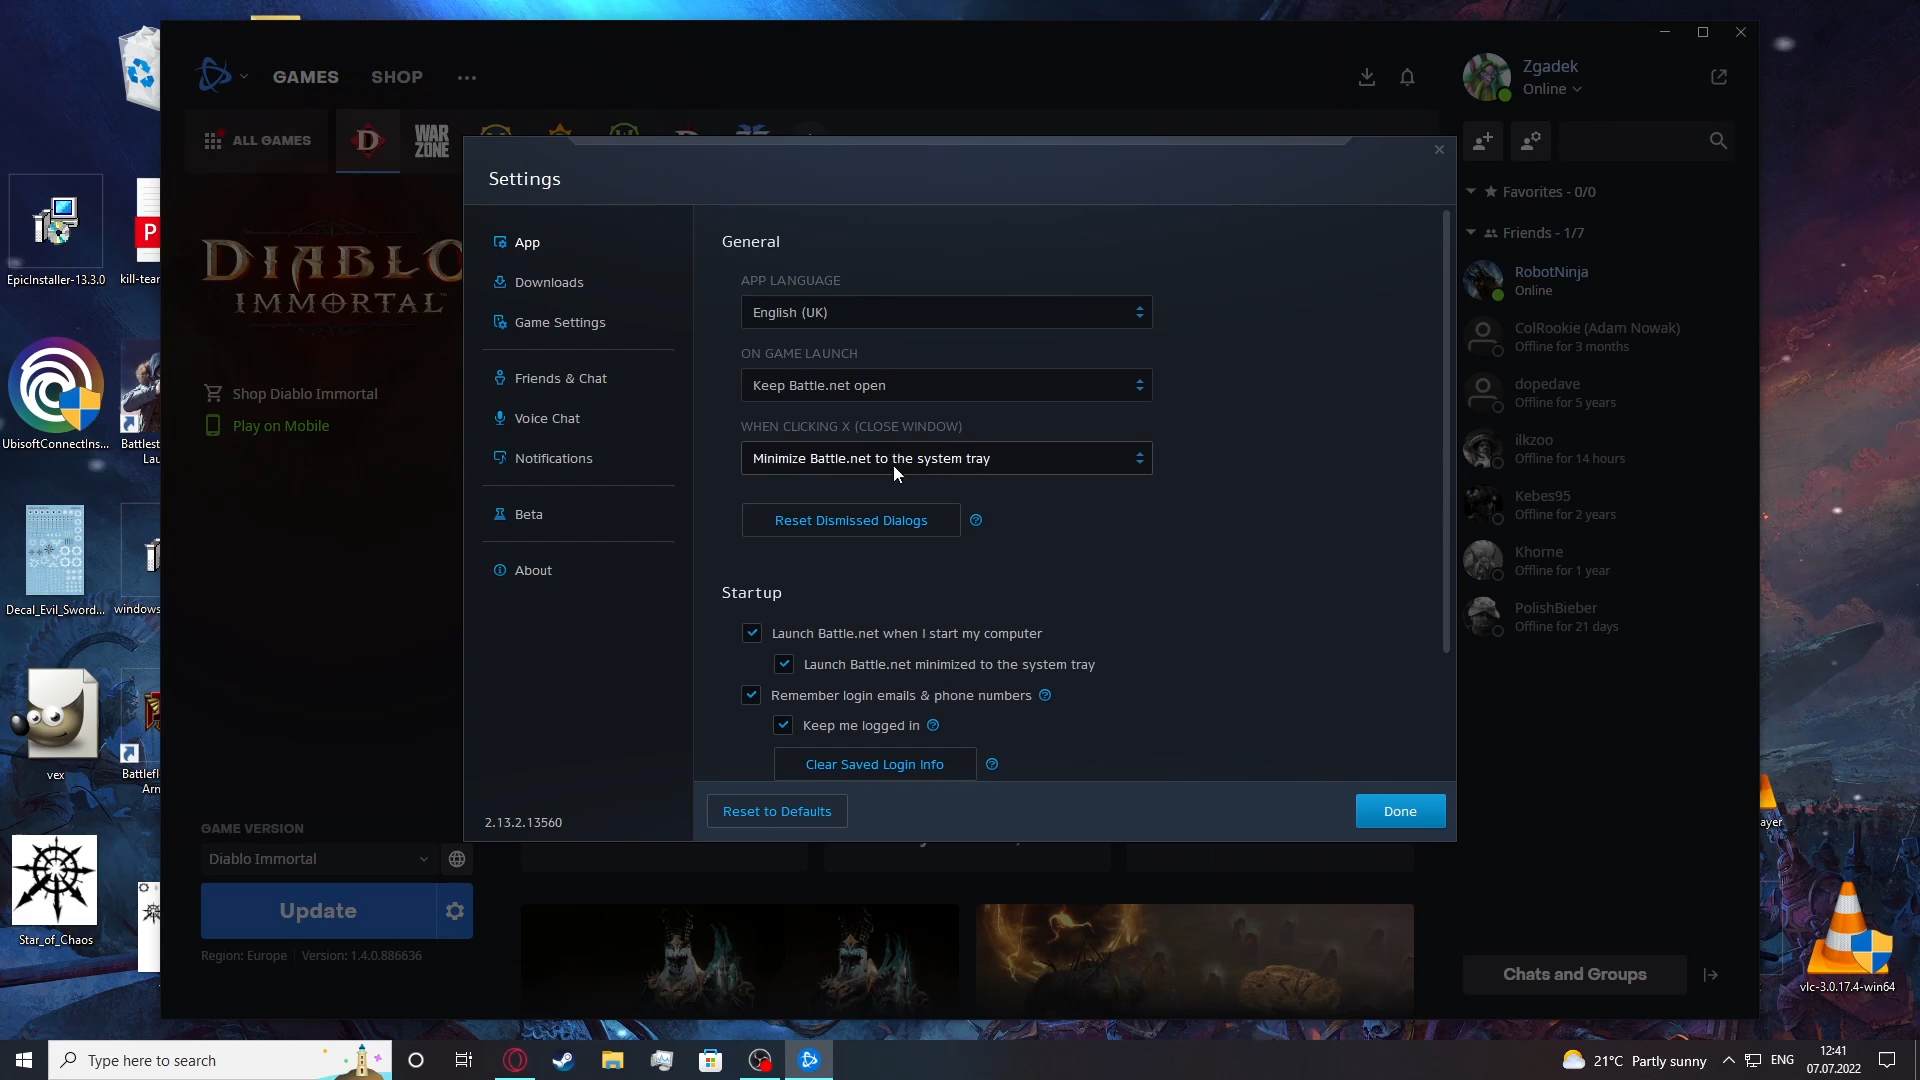 GAMES
SHOP
ALL GAMES
D
WAR
ZONE
Zgadek
Online
Favorites - 0/0
Friends - 1/7
RobotNinja
Online
ColRookie (Adam Nowak)
Offline for 3 months
dopedave
Offline for 5 years
ilkzoo
Offline for 14 hours
Kebes95
Offline for 2 years
Khorne
Offline for 1 year
PolishBieber
Offline for 21 days
Chats and Groups
DIABLO
IMMORTAL
Shop Diablo Immortal
Play on Mobile
GAME VERSION
Diablo Immortal
Update
Region: Europe
Version: 1.4.0.886636
Settings
App
Downloads
Game Settings
Friends & Chat
Voice Chat
Notifications
Beta
About
2.13.2.13560
General
APP LANGUAGE
English (UK)
ON GAME LAUNCH
Keep Battle.net open
WHEN CLICKING X (CLOSE WINDOW)
Minimize Battle.net to the system tray
Reset Dismissed Dialogs
Startup
Launch Battle.net when I start my computer
Launch Battle.net minimized to the system tray
Remember login emails & phone numbers
Keep me logged in
Clear Saved Login Info
Reset to Defaults
Done
EpicInstaller-13.3.0
P
kill-tear
UbisoftConnectIns...
Battlest
Lau
Decal_Evil_Sword...
windows
vex
Battlefl
Arn
Star_of_Chaos
ayer
vlc-3.0.17.4-win64
Type here to search
21°C Partly sunny
ENG
12:41
07.07.2022